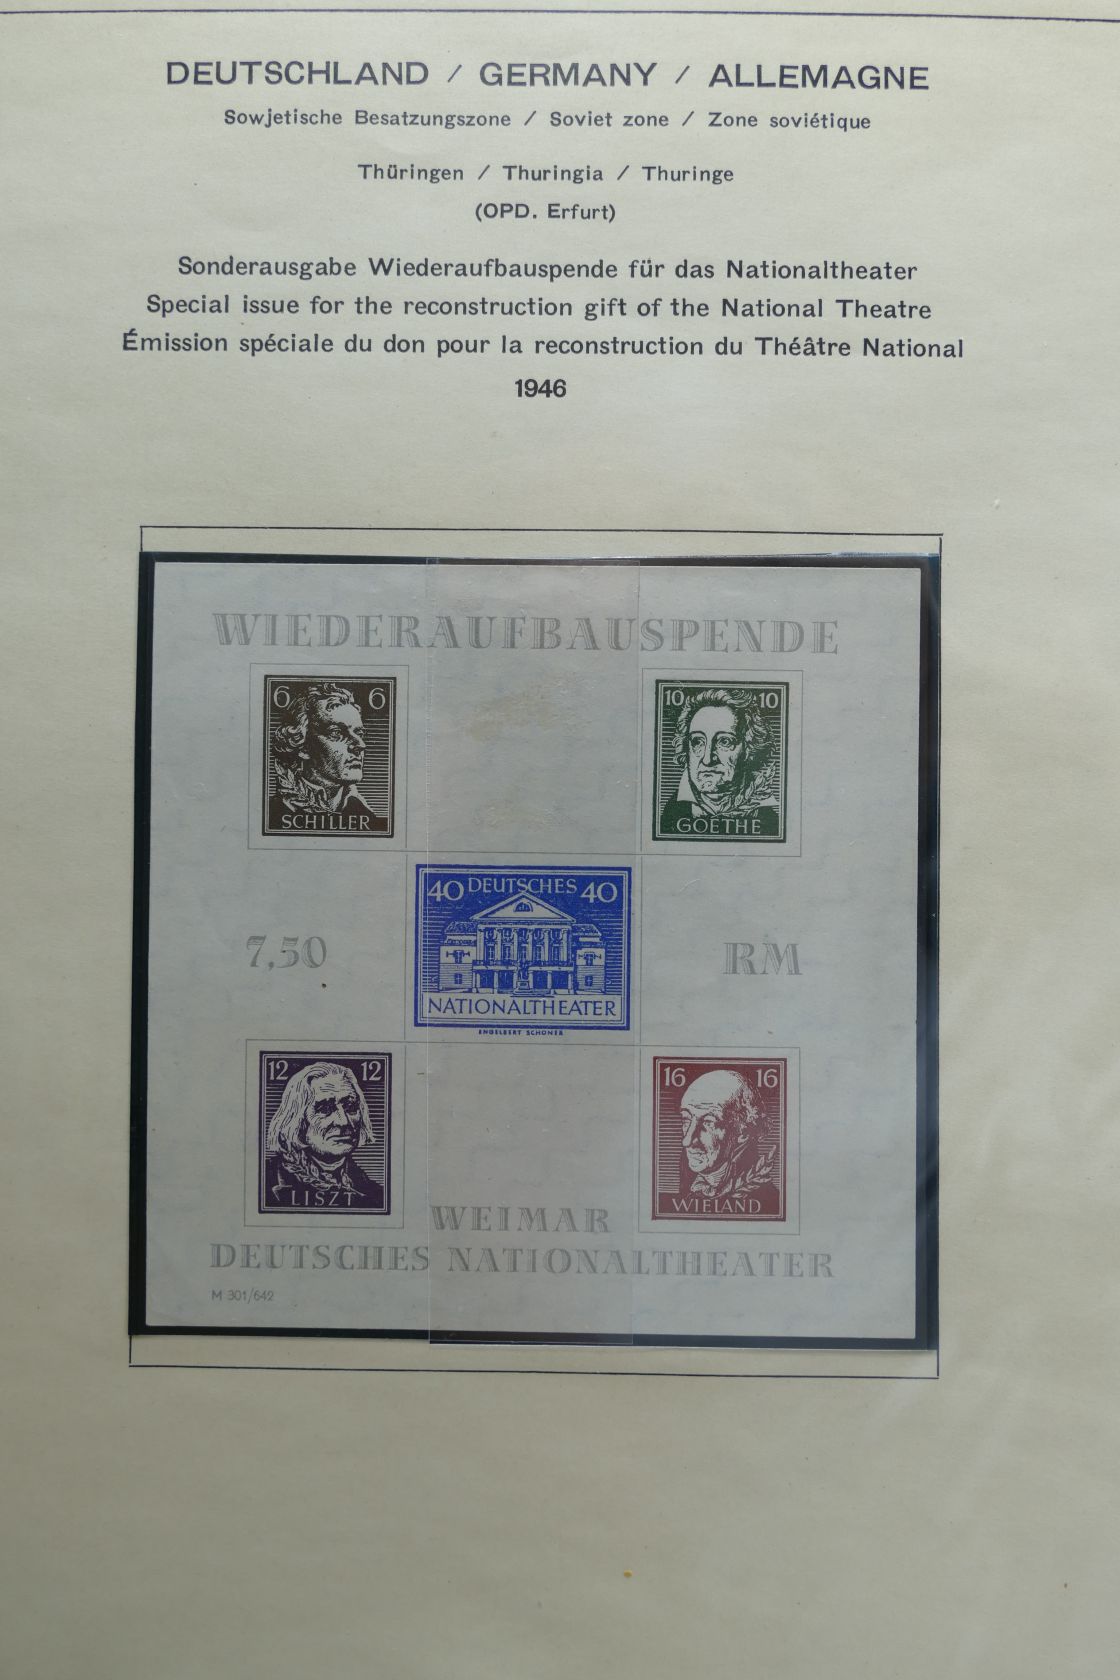 DEUTSCHLAND / GERMANY / ALLEMAGNE
Sowjetische Besatzungszone / Soviet zone / Zone soviétique
Thüringen / Thuringia / Thuringe
(OPD. Erfurt)
Sonderausgabe Wiederaufbauspende für das Nationaltheater
Special issue for the reconstruction gift of the National Theatre
Émission spéciale du don pour la reconstruction du Théâtre National
1946
WIEDERAUFBAUSPENDE
6 6
SCHILLER
10 10
GOETHE
40 DEUTSCHES 40
NATIONALTHEATER
ENGELBERT SCHONER
7,50 RM
12 12
LISZT
16 16
WIELAND
WEIMAR
DEUTSCHES NATIONALTHEATER
M 301/642